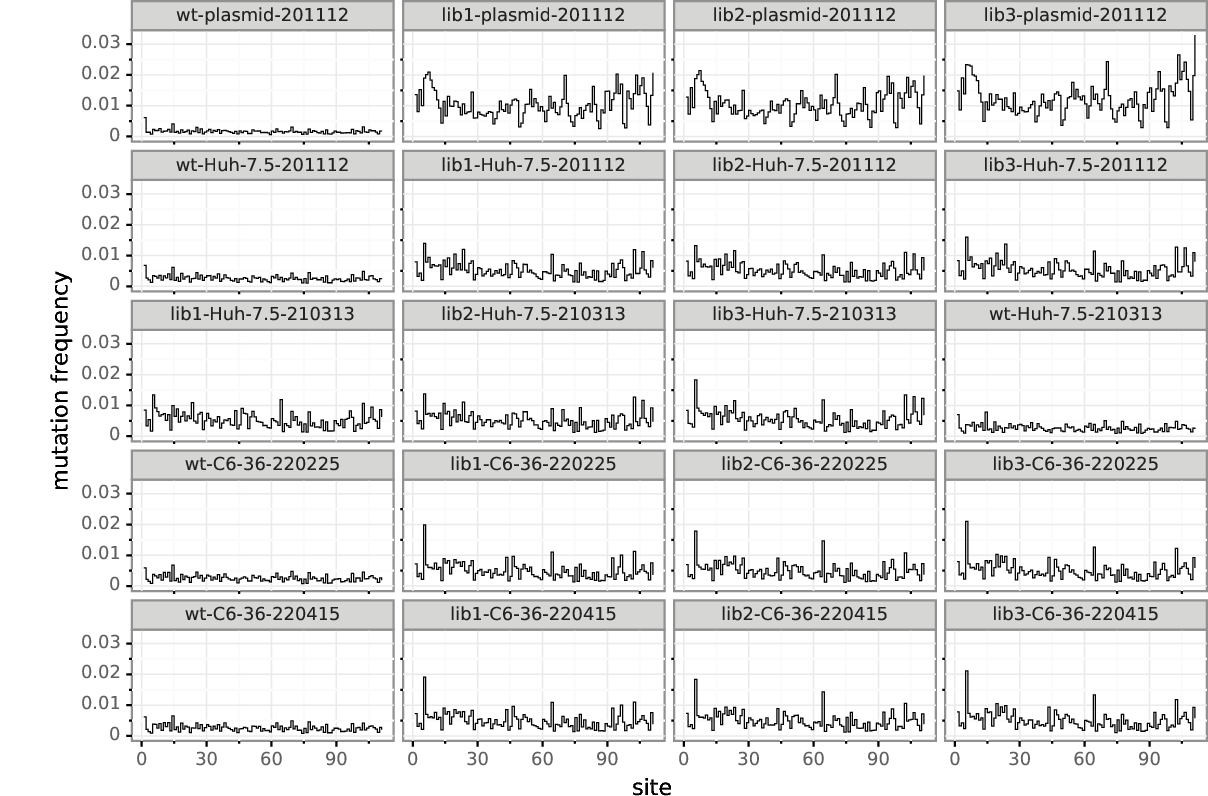 wt-plasmid-201112 lib1-plasmid-201112 lib2-plasmid-201112 lib3-plasmid-201112
0.03
0.02
0.01
0
wt-Huh-7.5-201112 lib1-Huh-7.5-201112 lib2-Huh-7.5-201112 lib3-Huh-7.5-201112
0.03
0.02
0.01
0
lib1-Huh-7.5-210313 lib2-Huh-7.5-210313 lib3-Huh-7.5-210313 wt-Huh-7.5-210313
0.03
0.02
0.01
0
mutation frequency
wt-C6-36-220225 lib1-C6-36-220225 lib2-C6-36-220225 lib3-C6-36-220225
0.03
0.02
0.01
0
wt-C6-36-220415 lib1-C6-36-220415 lib2-C6-36-220415 lib3-C6-36-220415
0.03
0.02
0.01
0
0 30 60 90 0 30 60 90 0 30 60 90 0 30 60 90
site